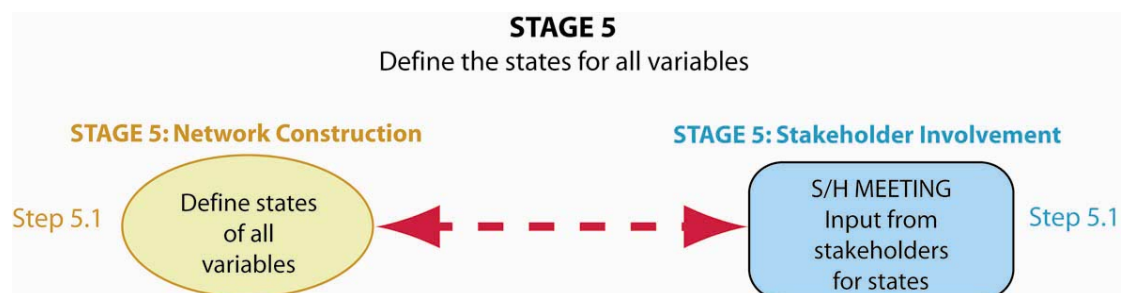 STAGE 5
Define the states for all variables
STAGE 5: Network Construction
STAGE 5: Stakeholder Involvement
Step 5.1
Define states
of all
variables
S/H MEETING
Input from
stakeholders
for states
Step 5.1